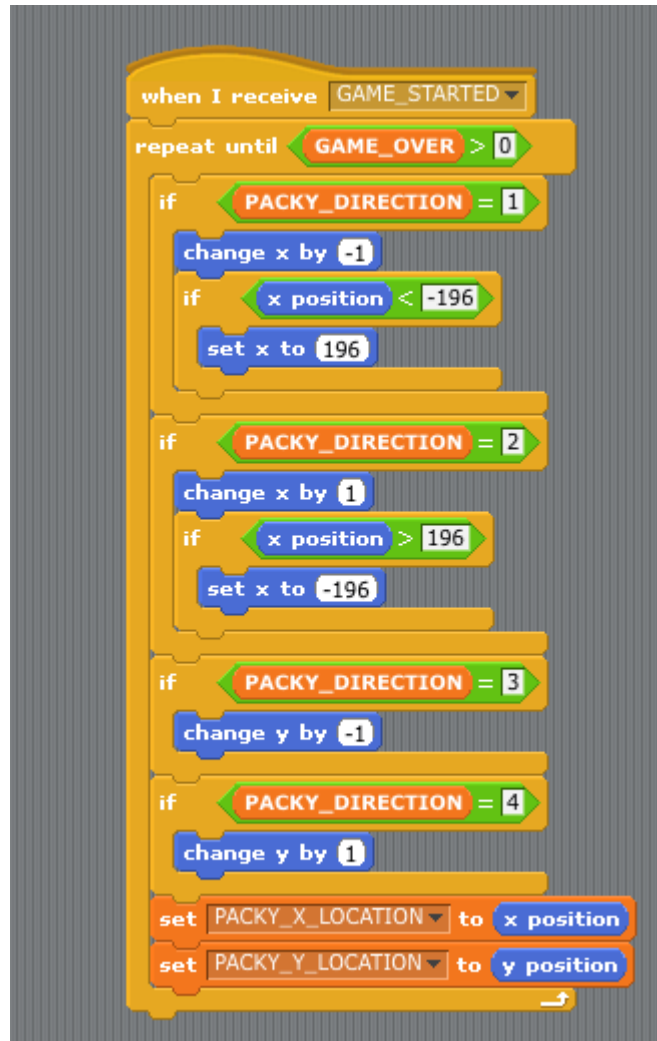 when I receive GAME_STARTED
repeat until GAME_OVER > 0
if PACKY_DIRECTION = 1
change x by -1
if x position < -196
set x to 196
if PACKY_DIRECTION = 2
change x by 1
if x position > 196
set x to -196
if PACKY_DIRECTION = 3
change y by -1
if PACKY_DIRECTION = 4
change y by 1
set PACKY_X_LOCATION to x position
set PACKY_Y_LOCATION to y position